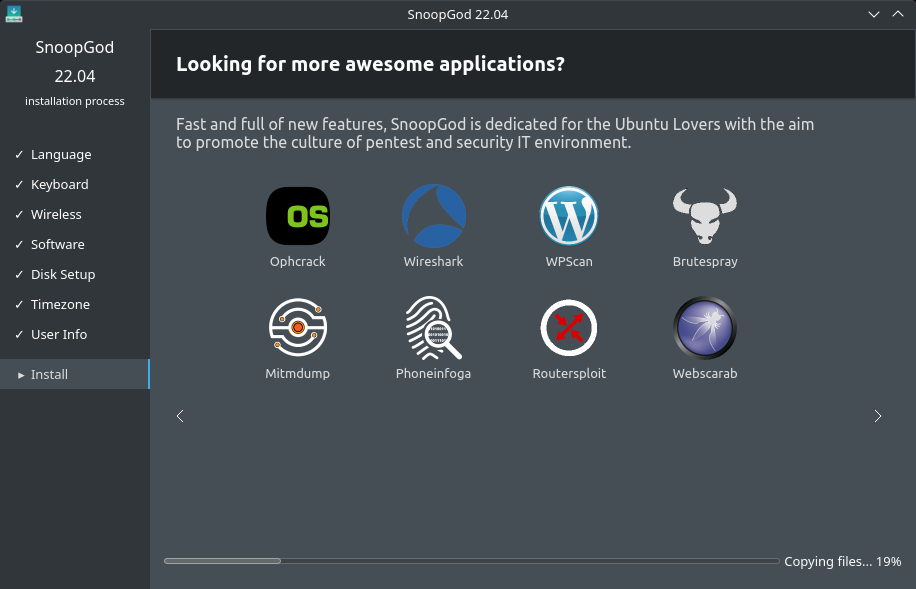 SnoopGod 22.04
SnoopGod
22.04
installation process
✓ Language
✓ Keyboard
✓ Wireless
✓ Software
✓ Disk Setup
✓ Timezone
✓ User Info
▸ Install
Looking for more awesome applications?
Fast and full of new features, SnoopGod is dedicated for the Ubuntu Lovers with the aim
to promote the culture of pentest and security IT environment.
OS
Ophcrack
Wireshark
WPScan
Brutespray
Mitmdump
Phoneinfoga
Routersploit
Webscarab
Copying files... 19%